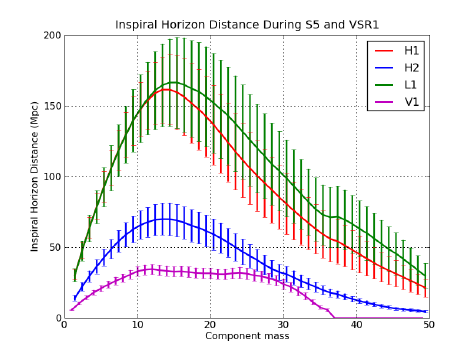 Inspiral Horizon Distance During S5 and VSR1
200
150
100
50
0
Inspiral Horizon Distance (Mpc)
H1
H2
L1
V1
0 10 20 30 40 50
Component mass